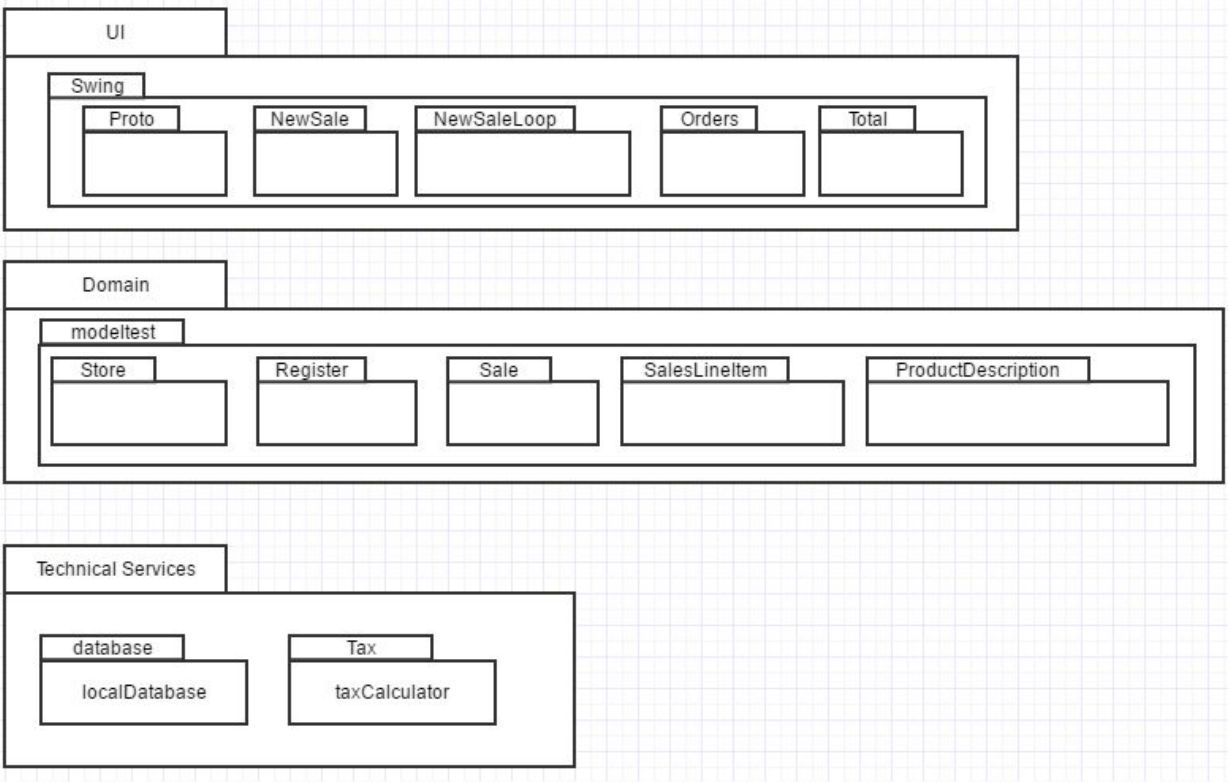 UI
Swing
Proto NewSale NewSaleLoop Orders Total
Domain
modeltest
Store Register Sale SalesLineItem ProductDescription
Technical Services
database Tax
localDatabase taxCalculator